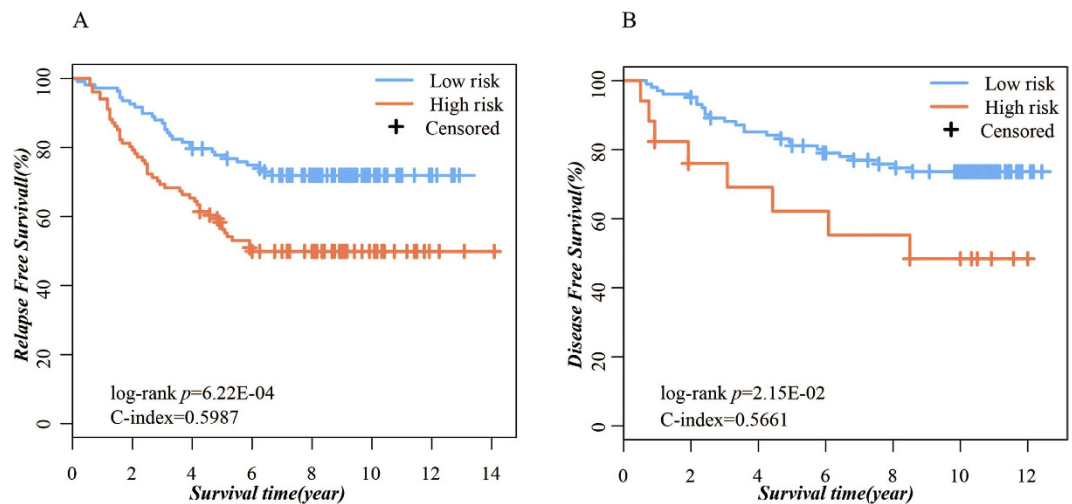 A
Relapse Free Survivall(%)
100
80
60
40
20
0
Low risk
High risk
Censored
log-rank p=6.22E-04
C-index=0.5987
0 2 4 6 8 10 12 14
Survival time(year)
B
Disease Free Survival(%)
100
80
60
40
20
0
Low risk
High risk
Censored
log-rank p=2.15E-02
C-index=0.5661
0 2 4 6 8 10 12
Survival time(year)